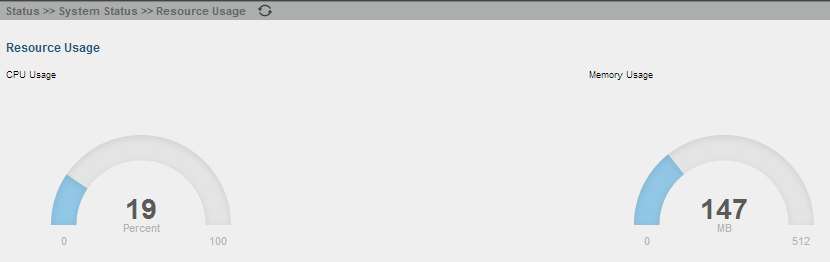 Status >> System Status >> Resource Usage
Resource Usage
CPU Usage
Memory Usage
19
Percent
0
100
147
MB
0
512